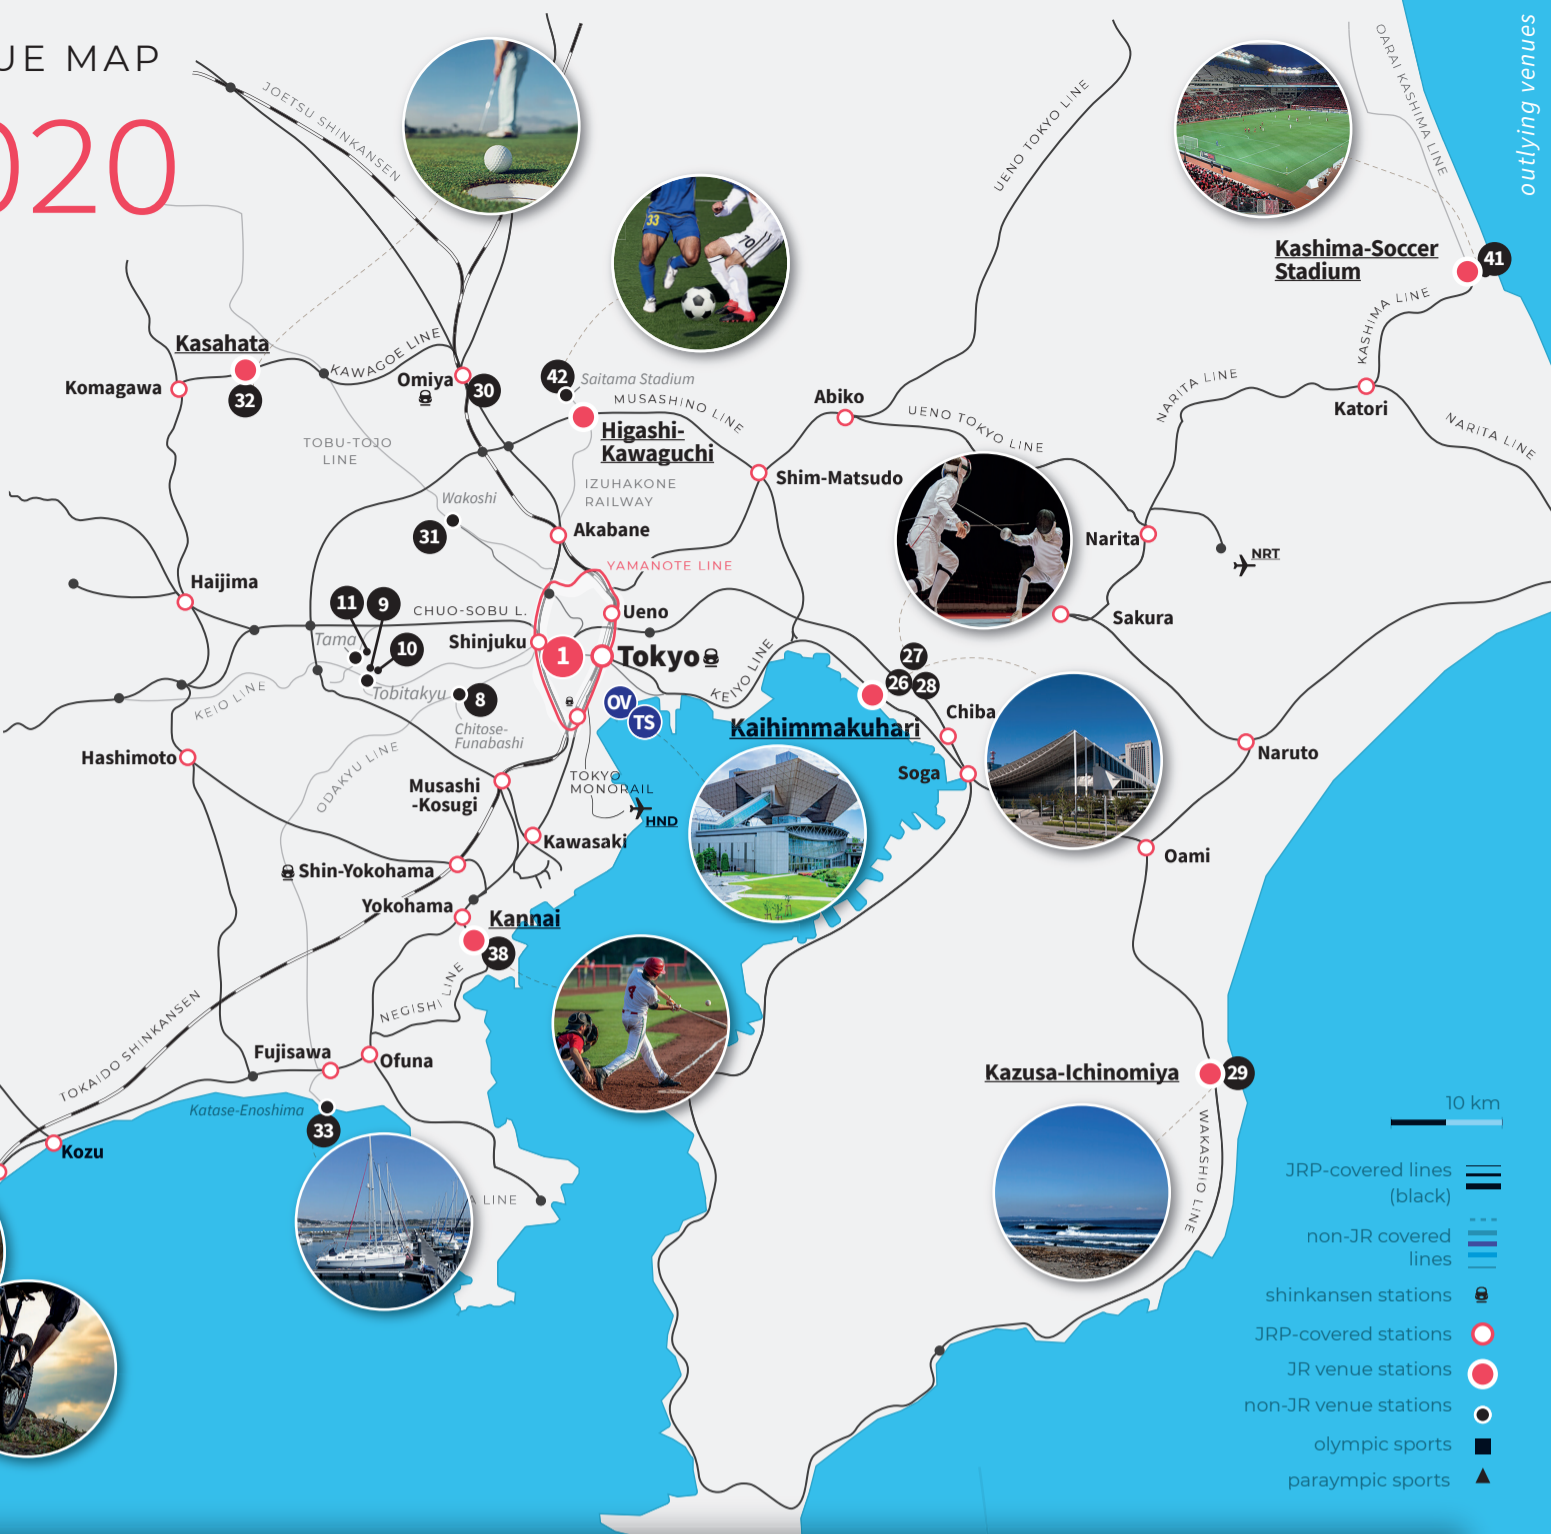 UE MAP
020
outlying venues
JOETSU SHINKANSEN
UENO TOKYO LINE
OARAI KASHIMA LINE
33
10
Kashima-Soccer
Stadium
41
KASHIMA LINE
Kasahata
32
Komagawa
KAWAGOE LINE
Omiya
30
42
Saitama Stadium
MUSASHINO LINE
Higashi-
Kawaguchi
Abiko
UENO TOKYO LINE
NARITA LINE
Katori
NARITA LINE
TOBU-TOJO
LINE
IZUHAKONE
RAILWAY
Shim-Matsudo
Wakoshi
31
Akabane
YAMANOTE LINE
Narita
NRT
Haijima
11
9
10
CHUO-SOBU L.
Ueno
Sakura
Tama
Shinjuku
1
Tokyo
KEIYO LINE
27
26
28
Tobitakyu
KEIO LINE
8
Chitose-
Funabashi
OV
TS
Kaihimmakuhari
Chiba
Hashimoto
ODAKYU LINE
Musashi
-Kosugi
TOKYO
MONORAIL
HND
Soga
Naruto
Kawasaki
Oami
Shin-Yokohama
Yokohama
Kannai
38
NEGISHI LINE
TOKAIDO SHINKANSEN
Fujisawa
Ofuna
Katase-Enoshima
33
Kozu
A LINE
Kazusa-Ichinomiya
29
WAKASHIO LINE
10 km
JRP-covered lines
(black)
non-JR covered
lines
shinkansen stations
JRP-covered stations
JR venue stations
non-JR venue stations
olympic sports
paraympic sports